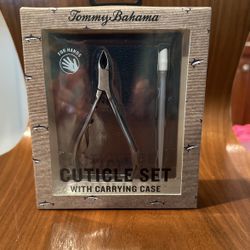 Tommy Bahama
FOR HANDS
CUTICLE SET
WITH CARRYING CASE